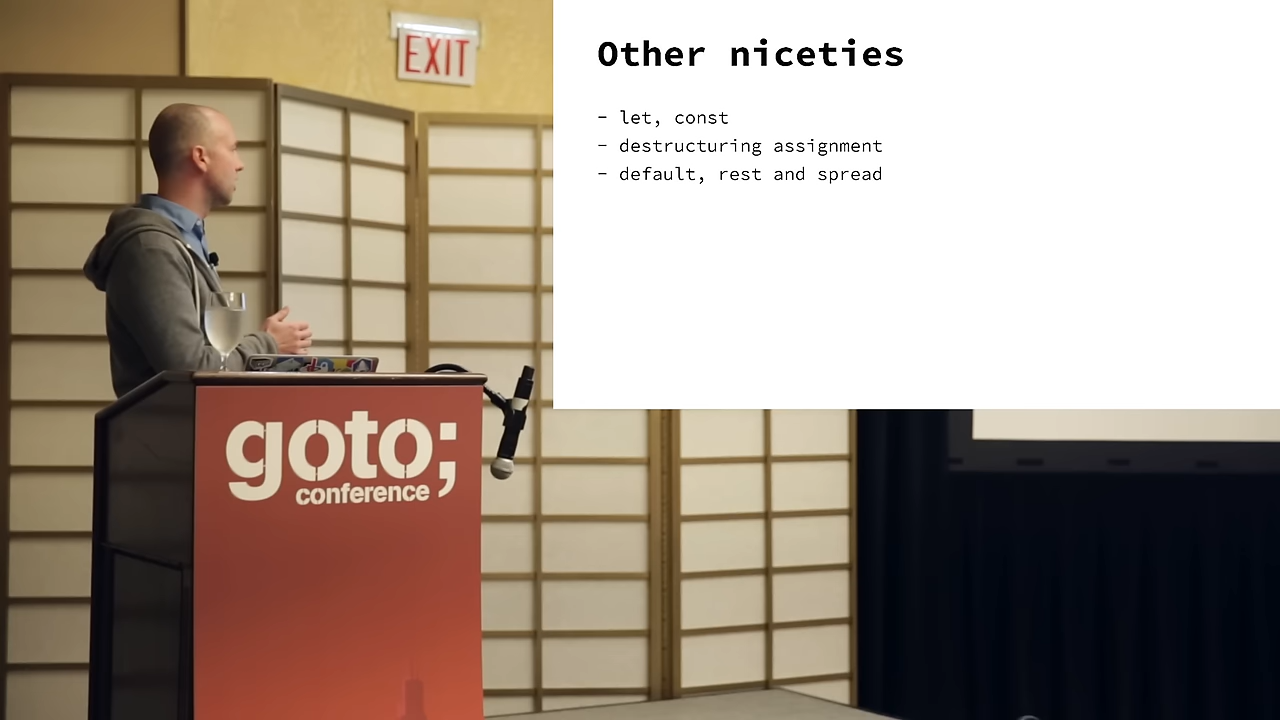 EXIT
Other niceties
- let, const
- destructuring assignment
- default, rest and spread
goto;
conference